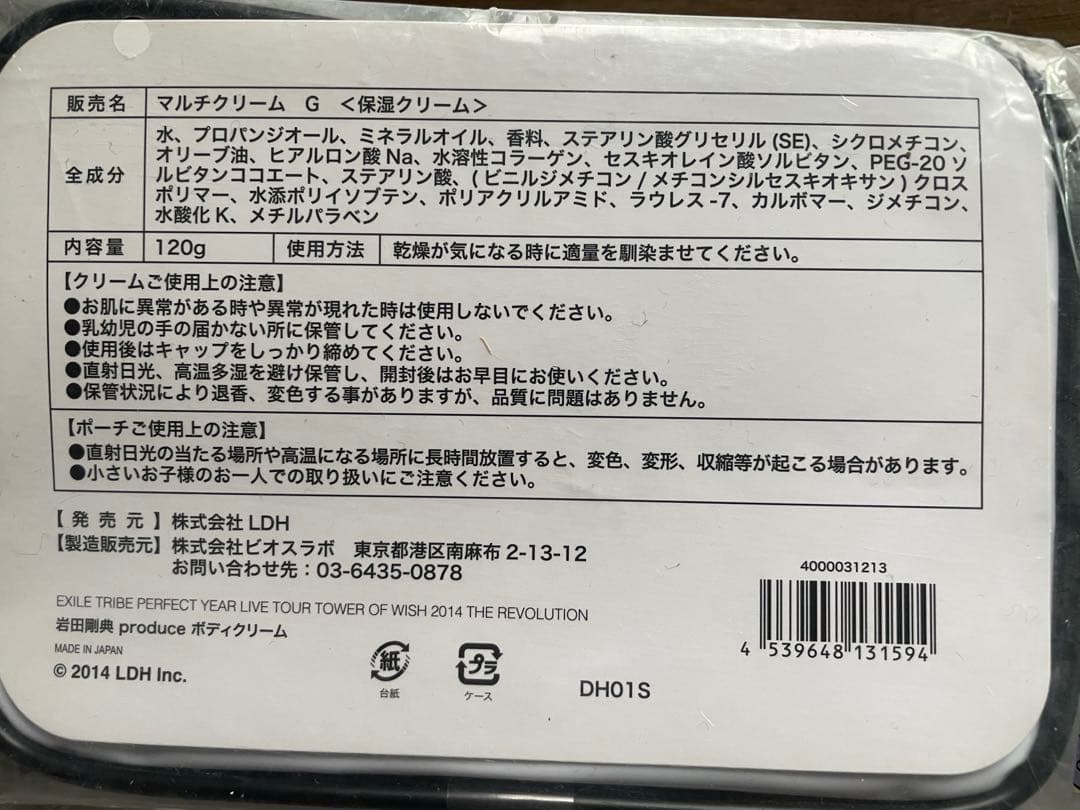 販売名 マルチクリーム G <保湿クリーム>
全成分 水、プロパンジオール、ミネラルオイル、香料、ステアリン酸グリセリル (SE)、シクロメチコン、
オリーブ油、ヒアルロン酸 Na、水溶性コラーゲン、セスキオレイン酸ソルビタン、PEG-20 ソ
ルビタンココエート、ステアリン酸、( ビニルジメチコン / メチコンシルセスキオキサン ) クロス
ポリマー、水添ポリイソブテン、ポリアクリルアミド、ラウレス -7、カルボマー、ジメチコン、
水酸化 K、メチルパラベン
内容量 120g 使用方法 乾燥が気になる時に適量を馴染ませてください。
【クリームご使用上の注意】
●お肌に異常がある時や異常が現れた時は使用しないでください。
●乳幼児の手の届かない所に保管してください。
●使用後はキャップをしっかり締めてください。
●直射日光、高温多湿を避け保管し、開封後はお早目にお使いください。
●保管状況により退香、変色する事がありますが、品質に問題はありません。
【ポーチご使用上の注意】
●直射日光の当たる場所や高温になる場所に長時間放置すると、変色、変形、収縮等が起こる場合があります。
●小さいお子様のお一人での取り扱いにご注意ください。
【 発 売 元 】株式会社 LDH
【製造販売元】株式会社ビオスラボ 東京都港区南麻布 2-13-12
お問い合わせ先：03-6435-0878
EXILE TRIBE PERFECT YEAR LIVE TOUR TOWER OF WISH 2014 THE REVOLUTION
岩田剛典 produce ボディクリーム
MADE IN JAPAN
© 2014 LDH Inc.
紙
台紙
プラ
ケース
DH01S
4000031213
4 539648 131594